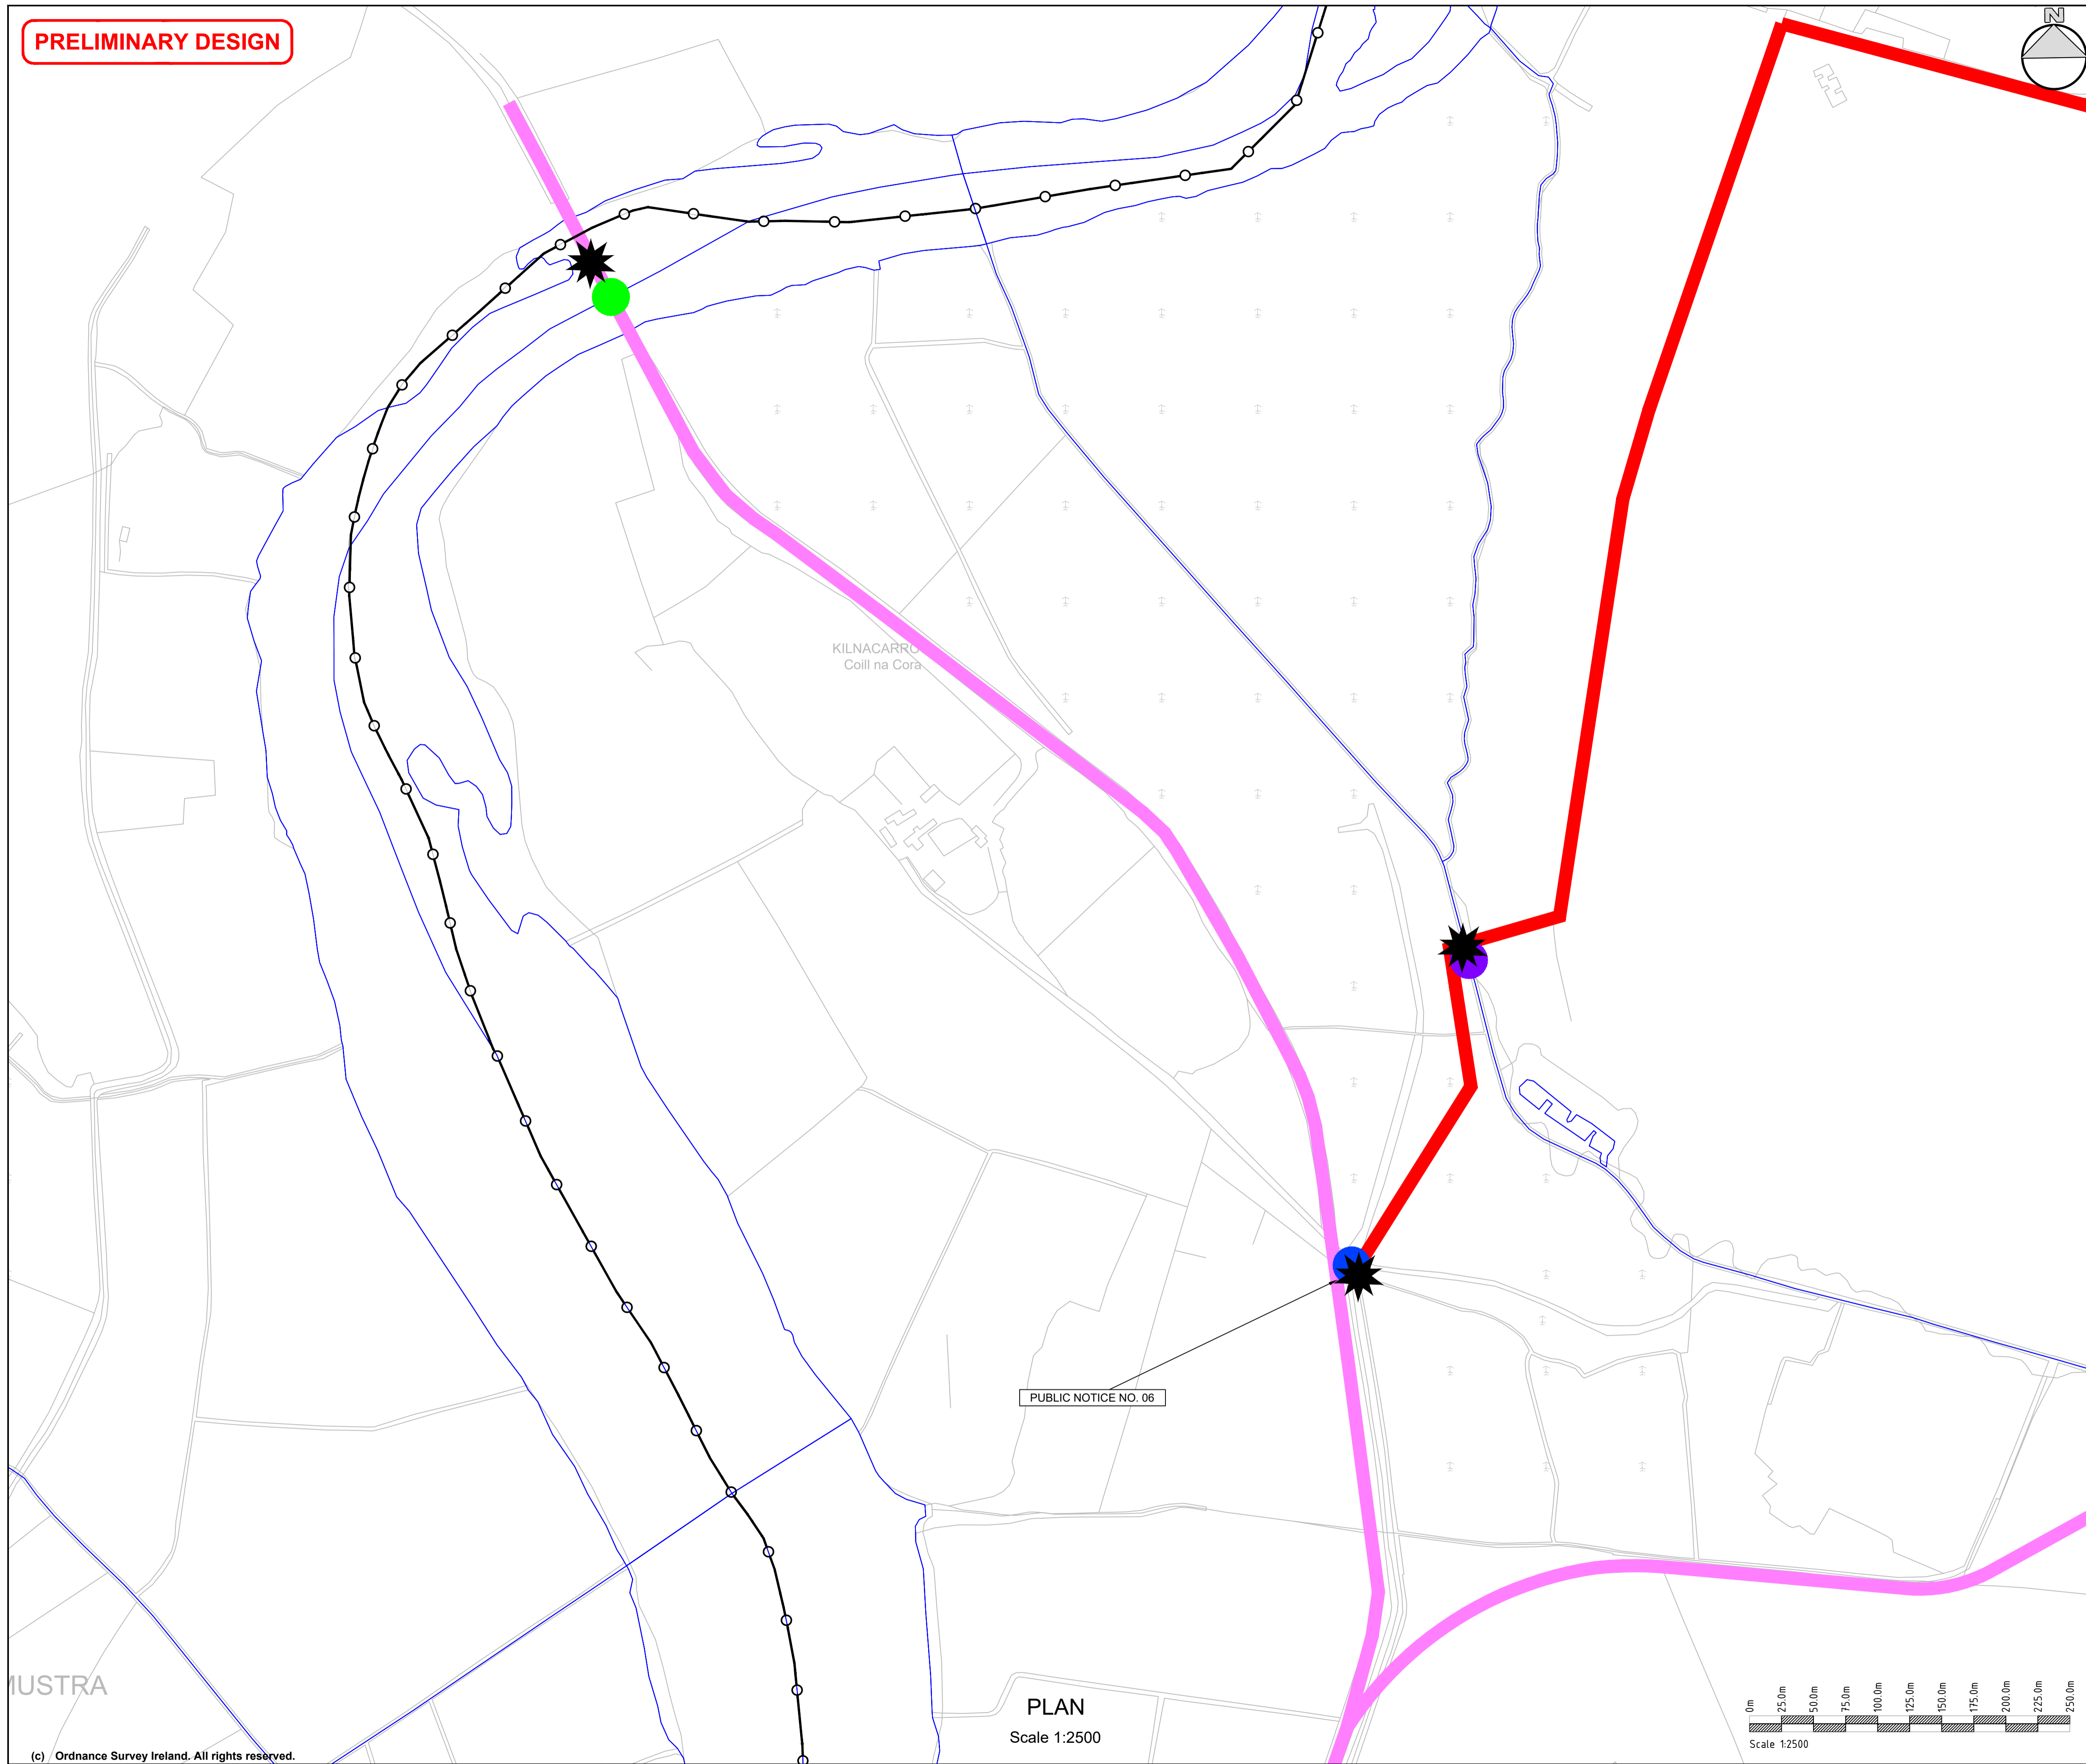 PRELIMINARY DESIGN
N
KILNACARRO
Coill na Cora
PUBLIC NOTICE NO. 06
MUSTRA
PLAN
Scale 1:2500
0m
25.0m
50.0m
75.0m
100.0m
125.0m
150.0m
175.0m
200.0m
225.0m
250.0m
Scale 1:2500
(c) Ordnance Survey Ireland. All rights reserved.